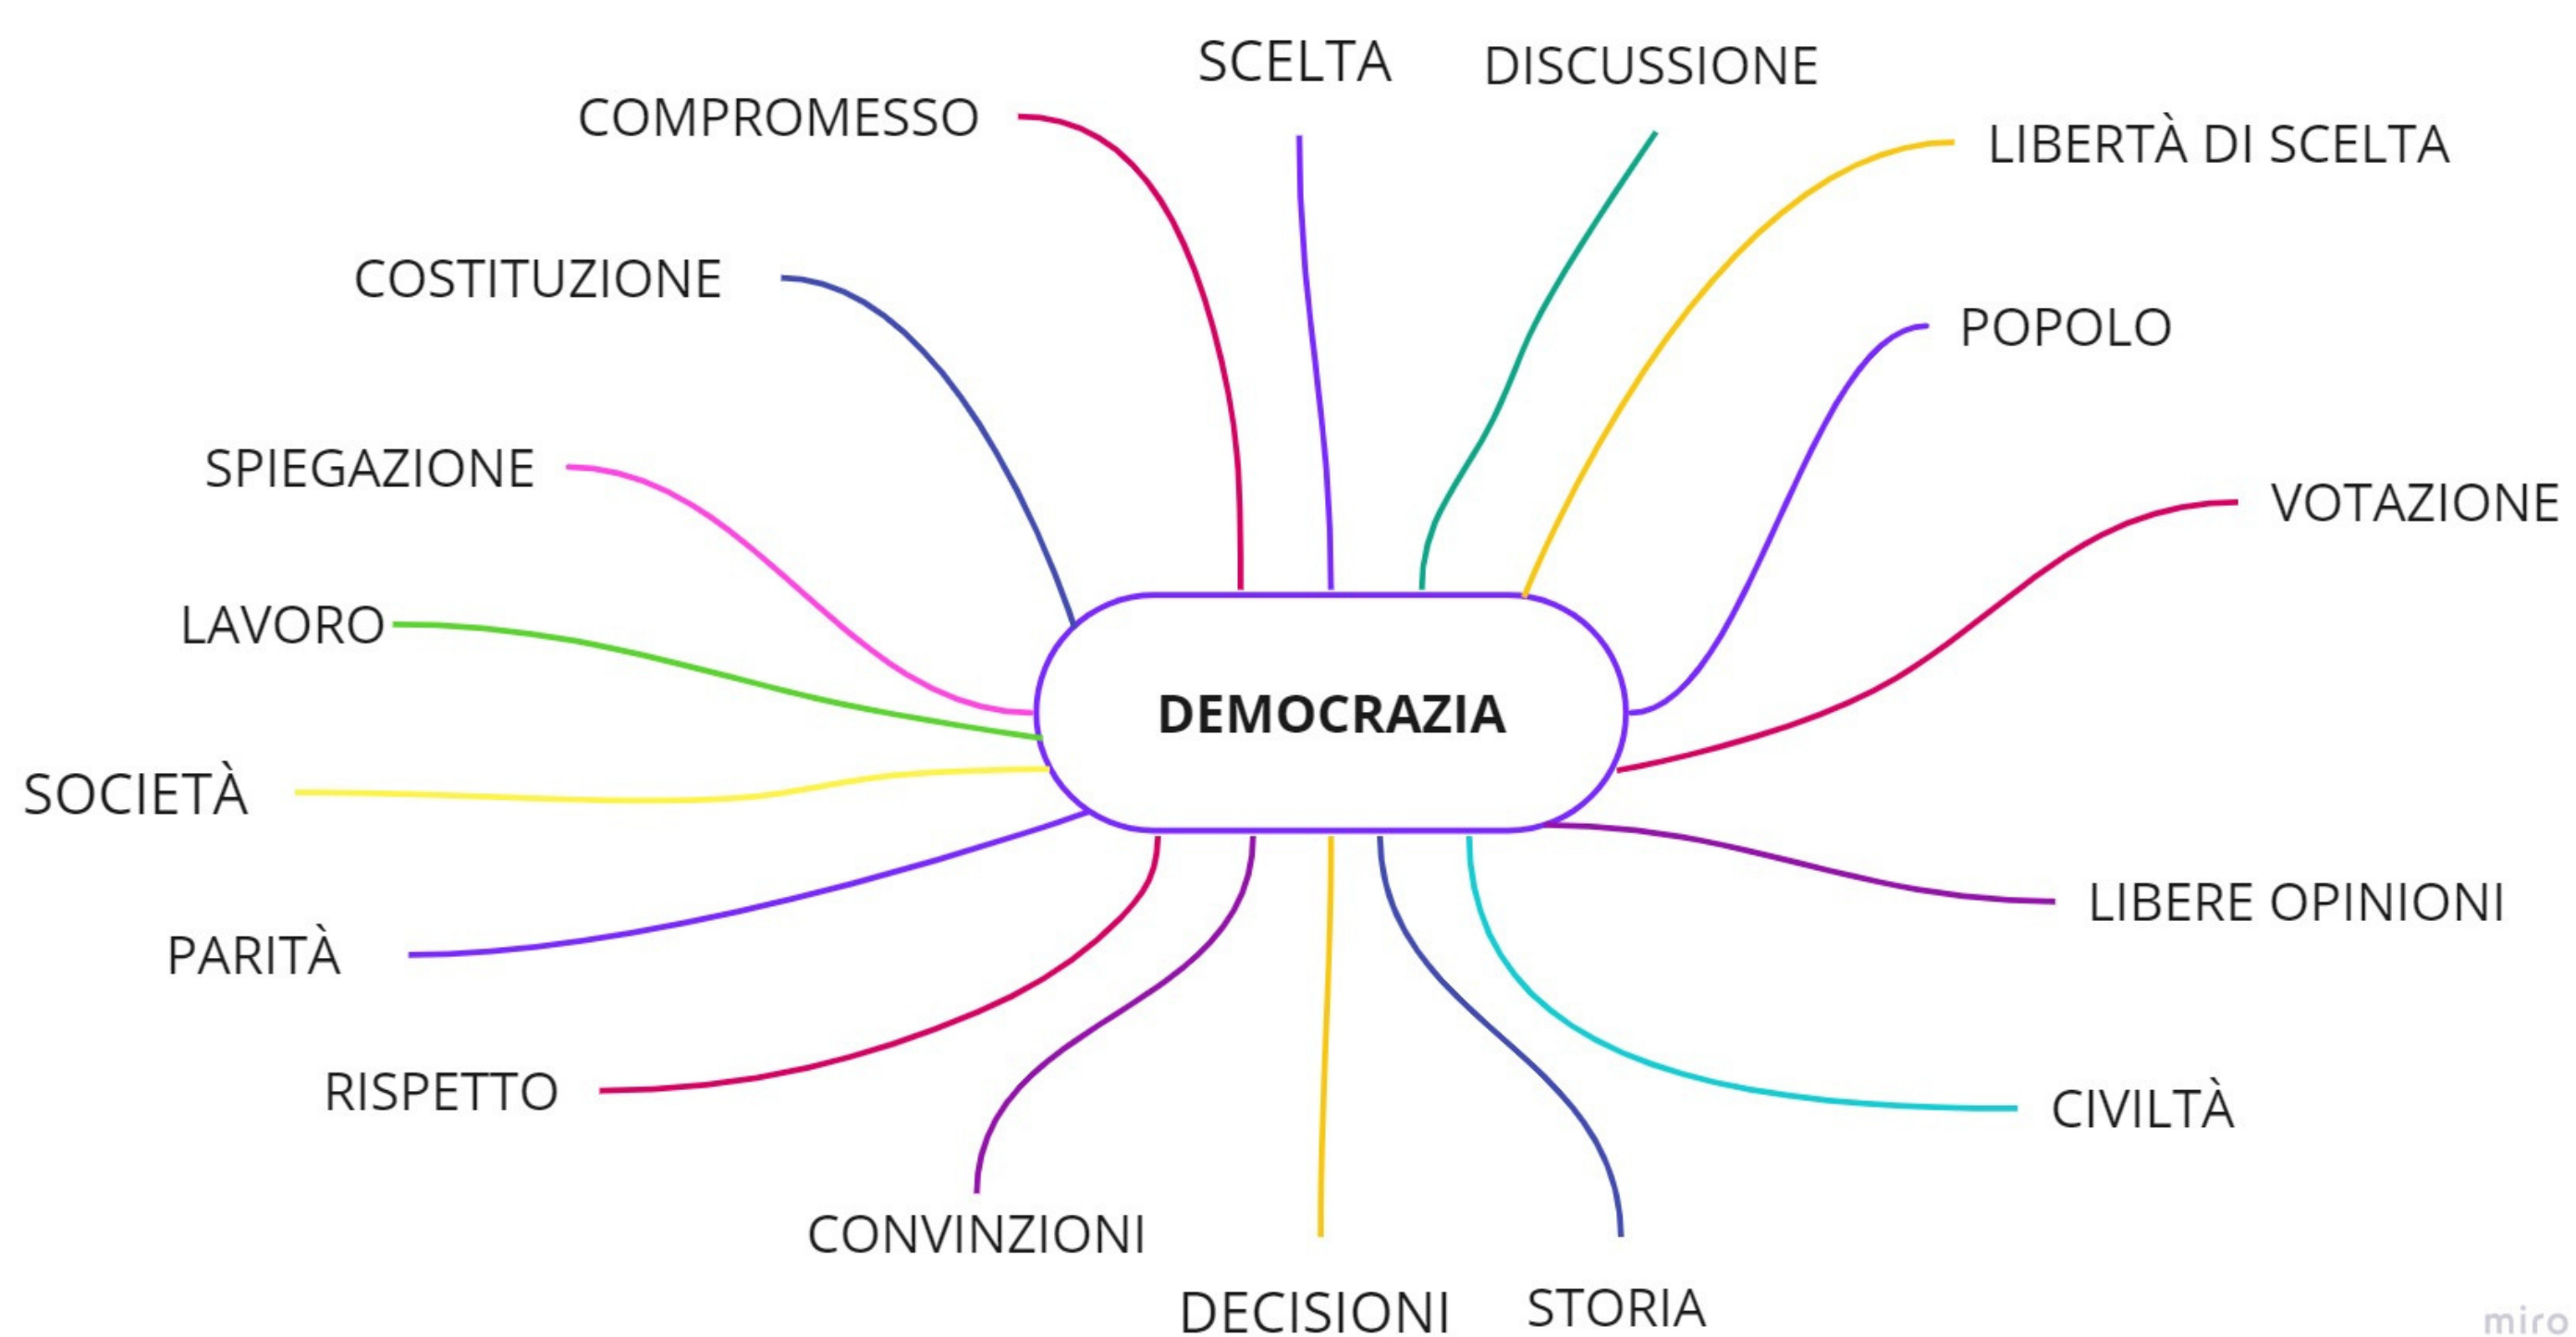 SCELTA
DISCUSSIONE
COMPROMESSO
LIBERTÀ DI SCELTA
COSTITUZIONE
POPOLO
SPIEGAZIONE
VOTAZIONE
LAVORO
DEMOCRAZIA
SOCIETÀ
LIBERE OPINIONI
PARITÀ
RISPETTO
CIVILTÀ
CONVINZIONI
DECISIONI
STORIA
miro